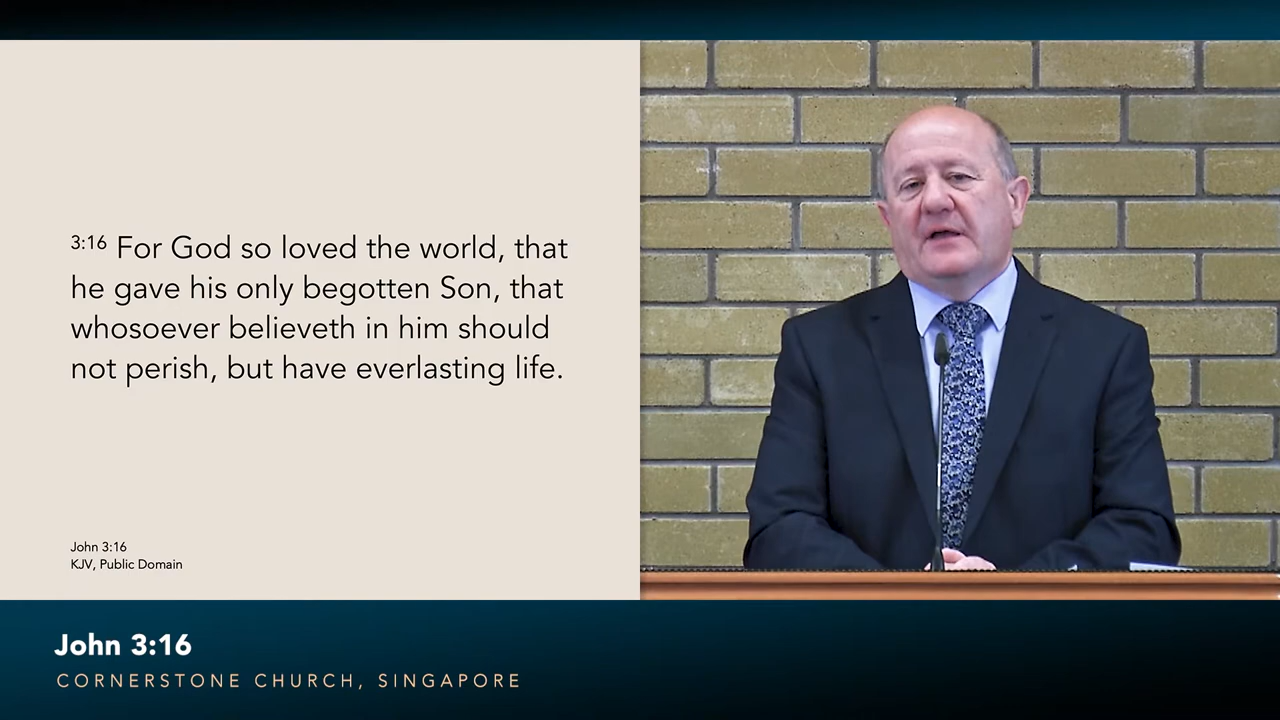 3:16 For God so loved the world, that
he gave his only begotten Son, that
whosoever believeth in him should
not perish, but have everlasting life.
John 3:16
KJV, Public Domain
John 3:16
CORNERSTONE CHURCH, SINGAPORE